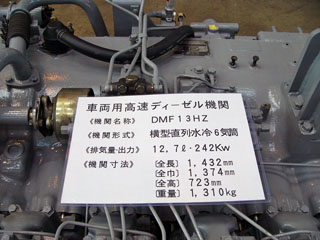 車両用高速ディーゼル機関
《機関名称》 DMF13HZ
《機関形式》 横型直列水冷6気筒
《排気量·出力》 12.7ℓ·242Kw
《機関寸法》 〔全長〕 1,432mm
〔全巾〕 1,374mm
〔全高〕 723mm
〔重量〕 1,310kg